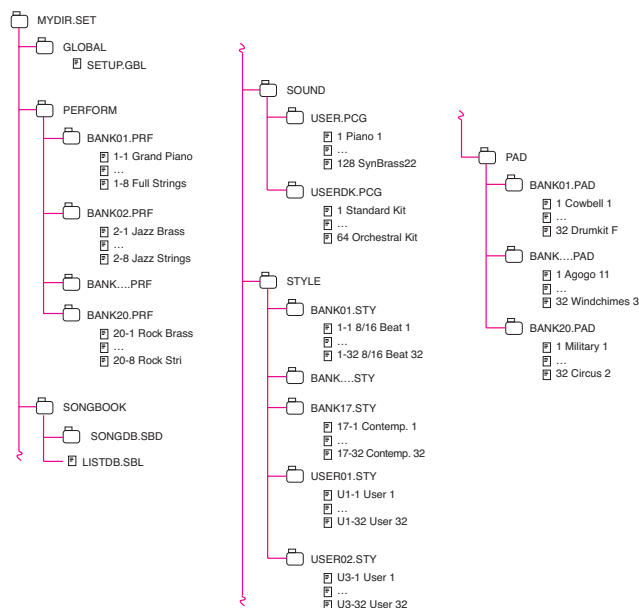 MYDIR.SET
GLOBAL
SETUP.GBL
PERFORM
BANK01.PRF
1-1 Grand Piano
...
1-8 Full Strings
BANK02.PRF
2-1 Jazz Brass
...
2-8 Jazz Strings
BANK....PRF
BANK20.PRF
20-1 Rock Brass
...
20-8 Rock Stri
SONGBOOK
SONGDB.SBD
LISTDB.SBL
SOUND
USER.PCG
1 Piano 1
...
128 SynBrass22
USERDK.PCG
1 Standard Kit
...
64 Orchestral Kit
STYLE
BANK01.STY
1-1 8/16 Beat 1
...
1-32 8/16 Beat 32
BANK....STY
BANK17.STY
17-1 Contemp. 1
...
17-32 Contemp. 32
USER01.STY
U1-1 User 1
...
U1-32 User 32
USER02.STY
U3-1 User 1
...
U3-32 User 32
PAD
BANK01.PAD
1 Cowbell 1
...
32 Drumkit F
BANK....PAD
1 Agogo 11
...
32 Windchimes 3
BANK20.PAD
1 Military 1
...
32 Circus 2